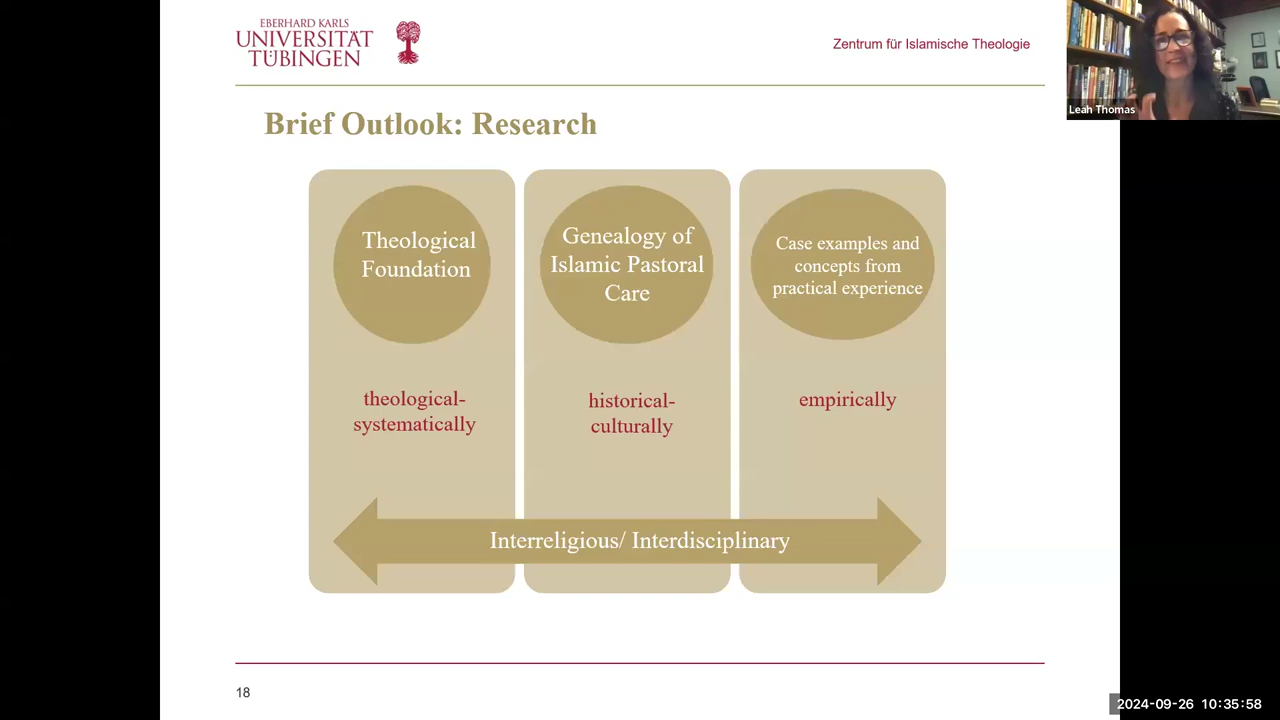 EBERHARD KARLS
UNIVERSITÄT
TÜBINGEN
Zentrum für Islamische Theologie
Leah Thomas
Brief Outlook: Research
Theological
Foundation
Genealogy of
Islamic Pastoral
Care
Case examples and
concepts from
practical experience
theological-
systematically
historical-
culturally
empirically
Interreligious/ Interdisciplinary
18
2024-09-26 10:35:58